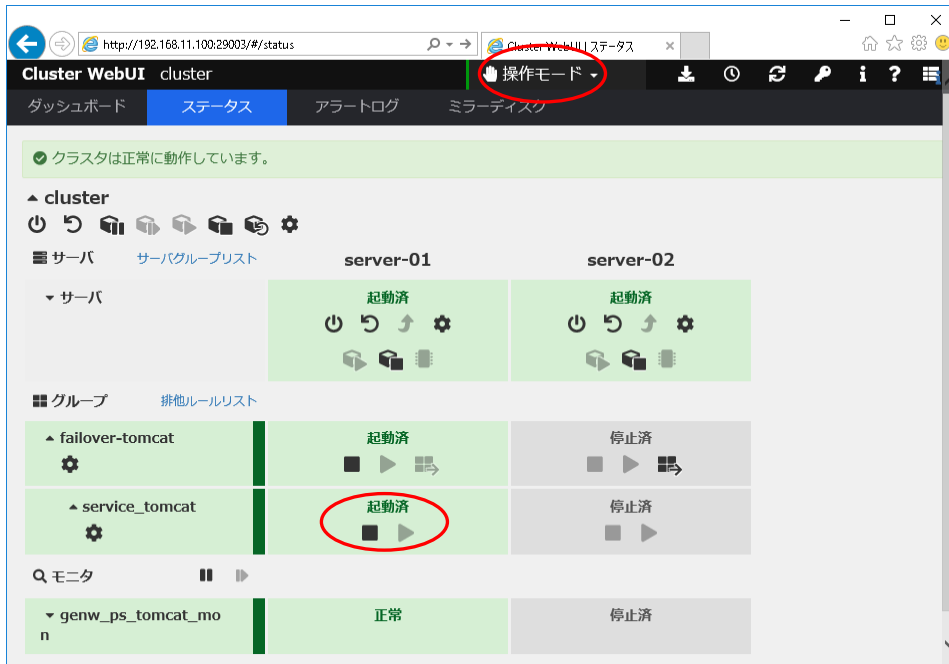 http://192.168.11.100:29003/#/status
Cluster WebUI | ステータス
Cluster WebUI cluster
操作モード
ダッシュボード ステータス アラートログ ミラーディスク
クラスタは正常に動作しています。
cluster
サーバ サーバグループリスト server-01 server-02
サーバ 起動済 起動済
グループ 排他ルールリスト
failover-tomcat 起動済 停止済
service_tomcat 起動済 停止済
モニタ
genw_ps_tomcat_mo
n
正常 停止済